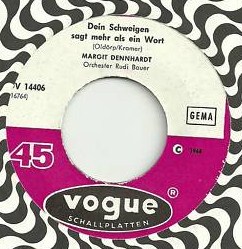 Dein Schweigen
sagt mehr als ein Wort
(Oldörp/Kramer)
MARGIT DENNHARDT
Orchester Rudi Bauer
V 14406
16764)
GEMA
45
C
vogue
®
SCHALLPLATTEN